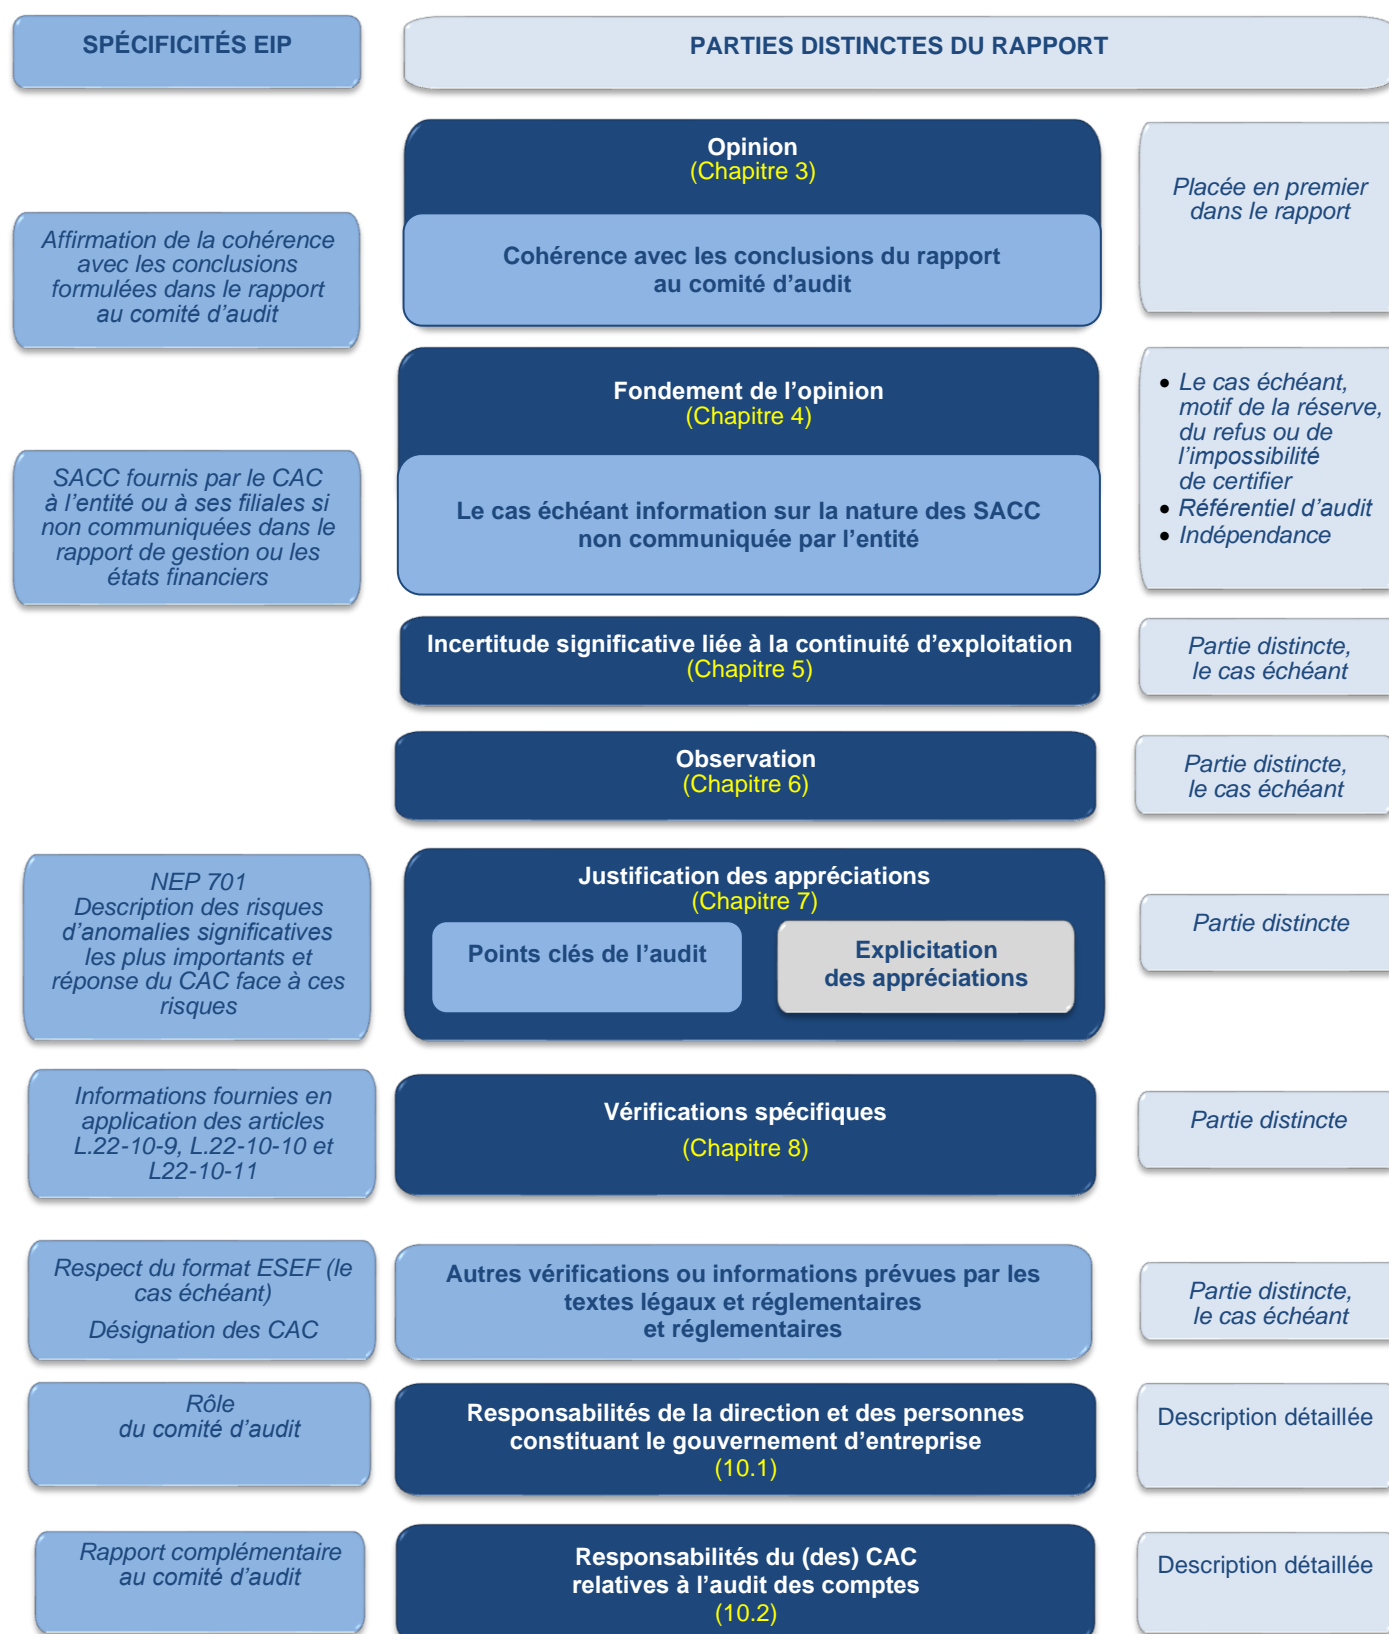 SPÉCIFICITÉS EIP
PARTIES DISTINCTES DU RAPPORT
Opinion
(Chapitre 3)
Cohérence avec les conclusions du rapport
au comité d'audit
Affirmation de la cohérence
avec les conclusions
formulées dans le rapport
au comité d'audit
Placée en premier
dans le rapport
Fondement de l'opinion
(Chapitre 4)
Le cas échéant information sur la nature des SACC
non communiquée par l'entité
SACC fournis par le CAC
à l'entité ou à ses filiales si
non communiquées dans le
rapport de gestion ou les
états financiers
• Le cas échéant,
motif de la réserve,
du refus ou de
l'impossibilité
de certifier
• Référentiel d'audit
• Indépendance
Incertitude significative liée à la continuité d'exploitation
(Chapitre 5)
Partie distincte,
le cas échéant
Observation
(Chapitre 6)
Partie distincte,
le cas échéant
NEP 701
Description des risques
d'anomalies significatives
les plus importants et
réponse du CAC face à ces
risques
Justification des appréciations
(Chapitre 7)
Points clés de l'audit
Explicitation
des appréciations
Partie distincte
Informations fournies en
application des articles
L.22-10-9, L.22-10-10 et
L22-10-11
Vérifications spécifiques
(Chapitre 8)
Partie distincte
Respect du format ESEF (le
cas échéant)
Désignation des CAC
Autres vérifications ou informations prévues par les
textes légaux et réglementaires
et réglementaires
Partie distincte,
le cas échéant
Rôle
du comité d'audit
Responsabilités de la direction et des personnes
constituant le gouvernement d'entreprise
(10.1)
Description détaillée
Rapport complémentaire
au comité d'audit
Responsabilités du (des) CAC
relatives à l'audit des comptes
(10.2)
Description détaillée